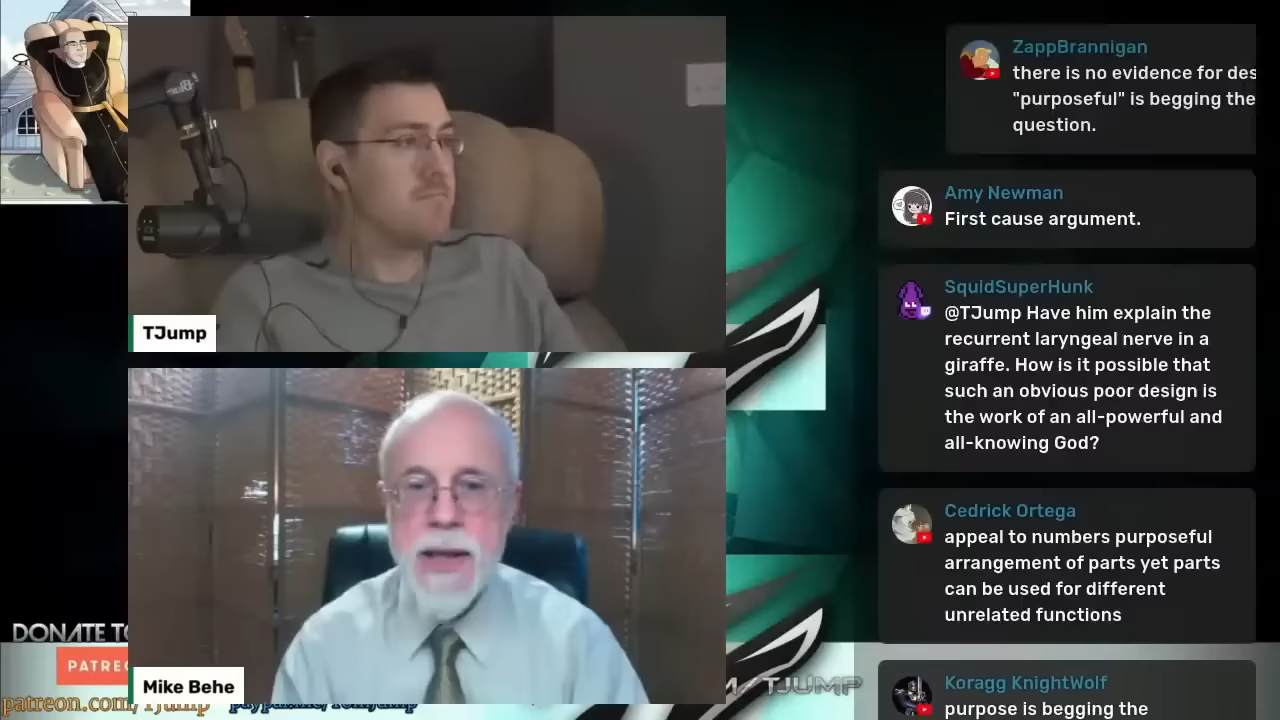 TJump
Mike Behe
DONATE TO
PATREO
patreon.com/Tjump
paypal.me/TomJump
/TJUMP
ZappBrannigan
there is no evidence for des
"purposeful" is begging the
question.
Amy Newman
First cause argument.
SquidSuperHunk
@TJump Have him explain the
recurrent laryngeal nerve in a
giraffe. How is it possible that
such an obvious poor design is
the work of an all-powerful and
all-knowing God?
Cedrick Ortega
appeal to numbers purposeful
arrangement of parts yet parts
can be used for different
unrelated functions
Koragg KnightWolf
purpose is begging the